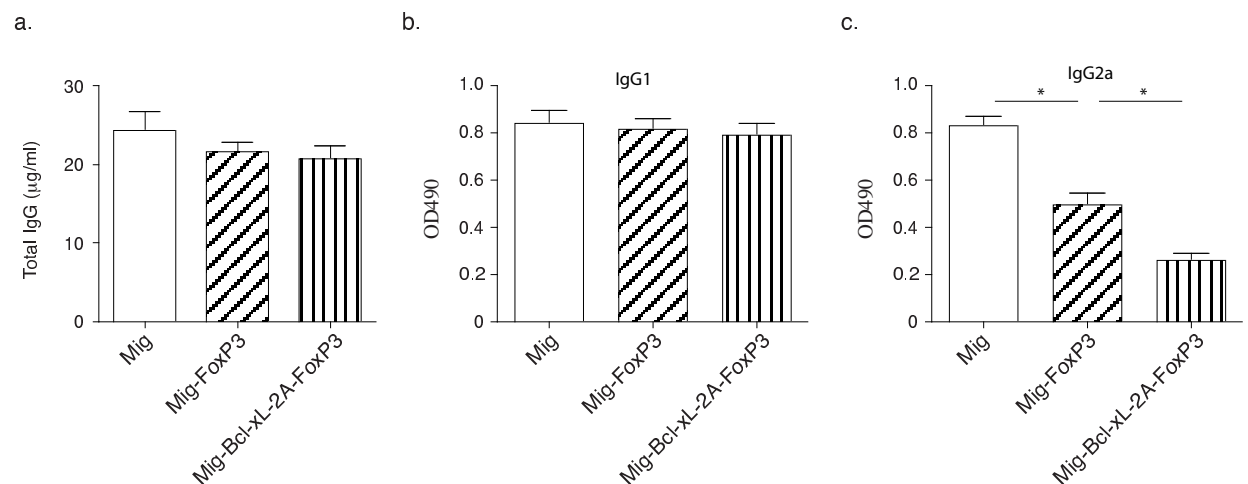 a.
30
20
10
0
Total IgG (μg/ml)
Mig
Mig-FoxP3
Mig-Bcl-xL-2A-FoxP3
b.
IgG1
1.0
0.8
0.6
0.4
0.2
0
OD490
Mig
Mig-FoxP3
Mig-Bcl-xL-2A-FoxP3
c.
IgG2a
* *
1.0
0.8
0.6
0.4
0.2
0
OD490
Mig
Mig-FoxP3
Mig-Bcl-xL-2A-FoxP3